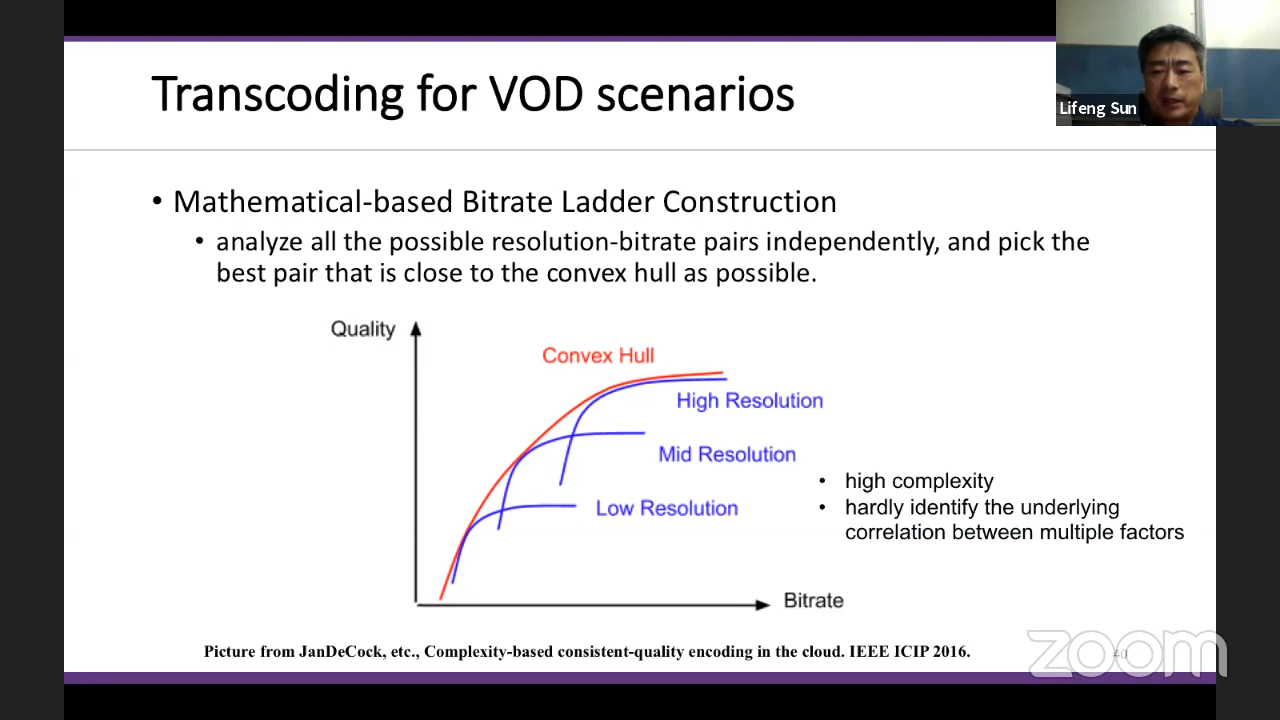 Transcoding for VOD scenarios
Lifeng Sun
• Mathematical-based Bitrate Ladder Construction
• analyze all the possible resolution-bitrate pairs independently, and pick the
best pair that is close to the convex hull as possible.
Quality
Convex Hull
High Resolution
Mid Resolution
Low Resolution
• high complexity
• hardly identify the underlying
correlation between multiple factors
Bitrate
Picture from JanDeCock, etc., Complexity-based consistent-quality encoding in the cloud. IEEE ICIP 2016.
40
zoom